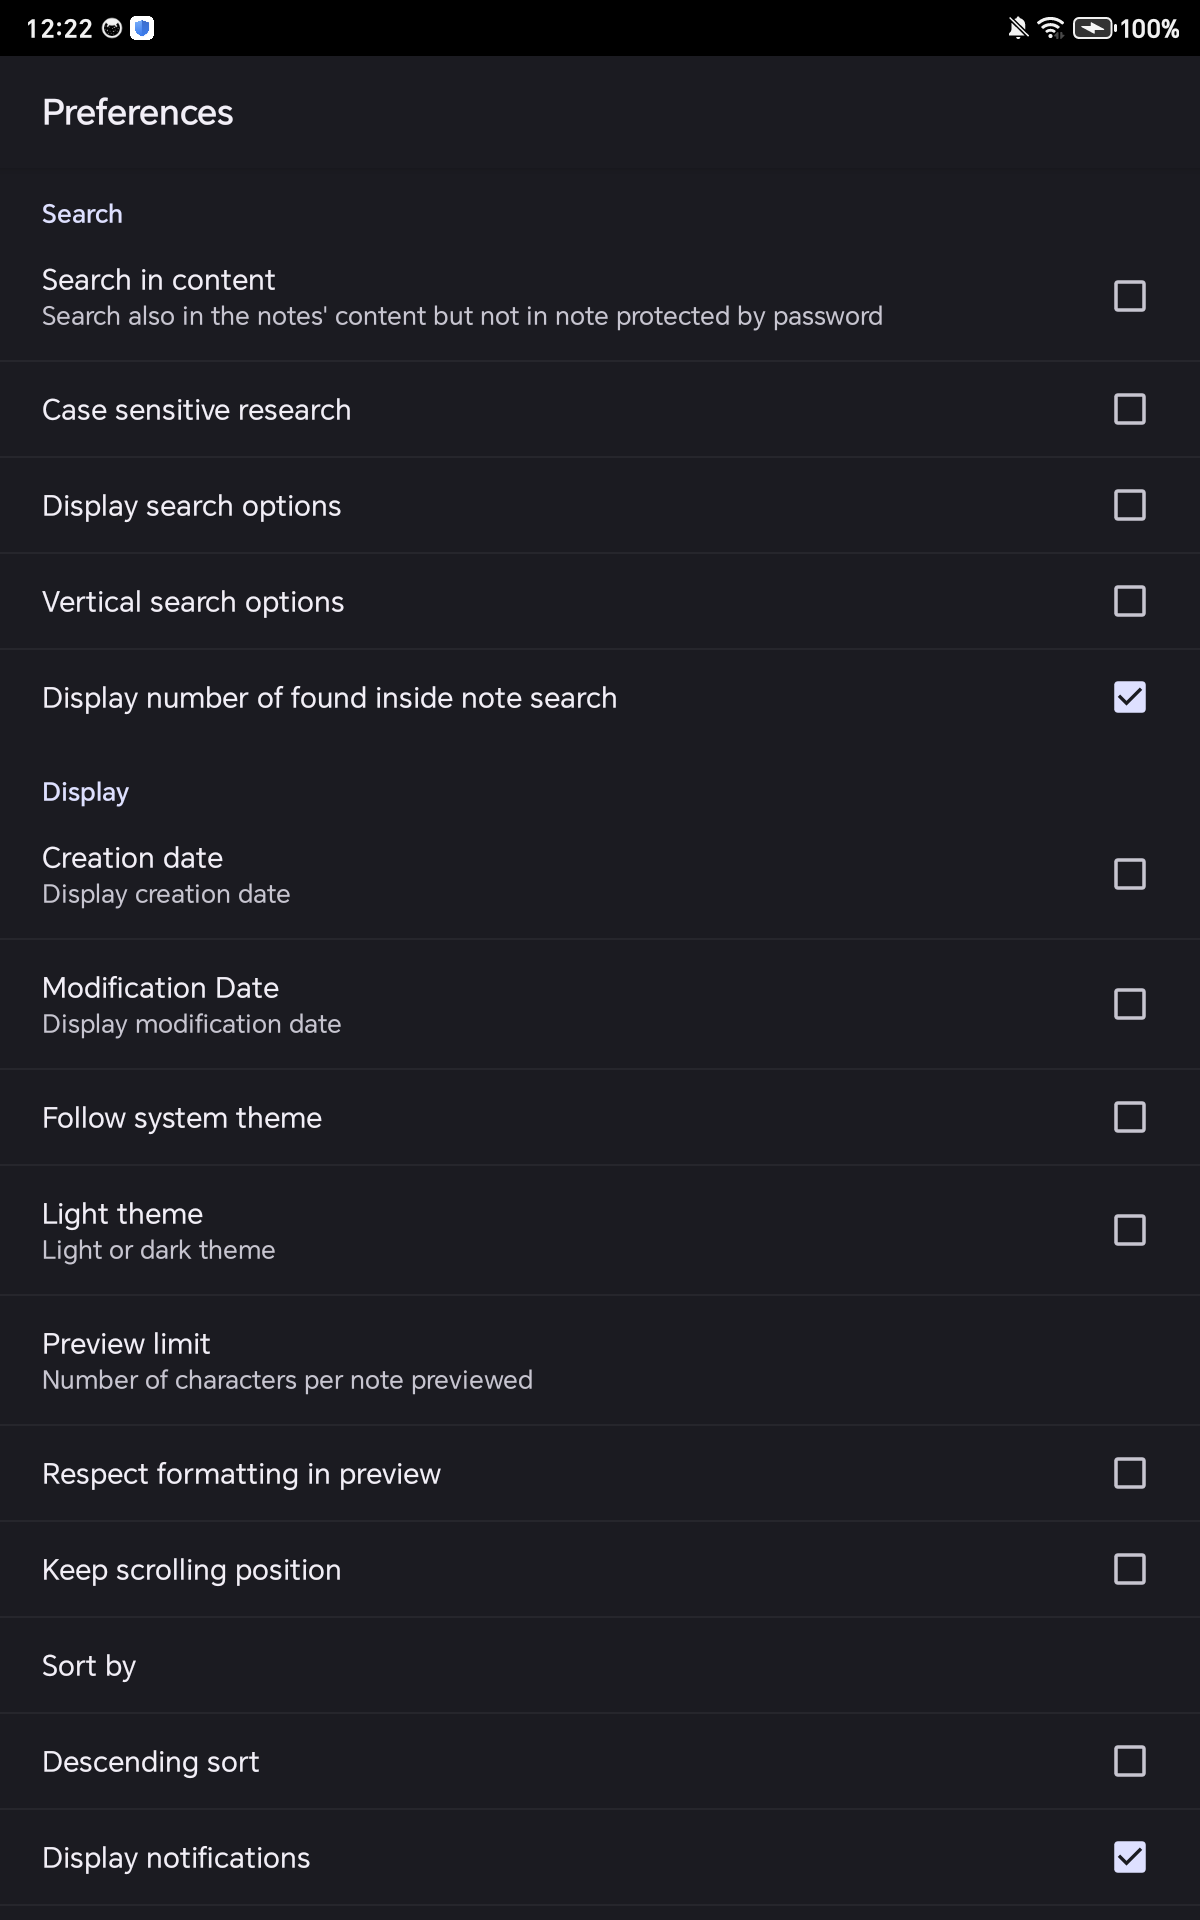 12:22
100%
Preferences
Search
Search in content
Search also in the notes' content but not in note protected by password
Case sensitive research
Display search options
Vertical search options
Display number of found inside note search
Display
Creation date
Display creation date
Modification Date
Display modification date
Follow system theme
Light theme
Light or dark theme
Preview limit
Number of characters per note previewed
Respect formatting in preview
Keep scrolling position
Sort by
Descending sort
Display notifications